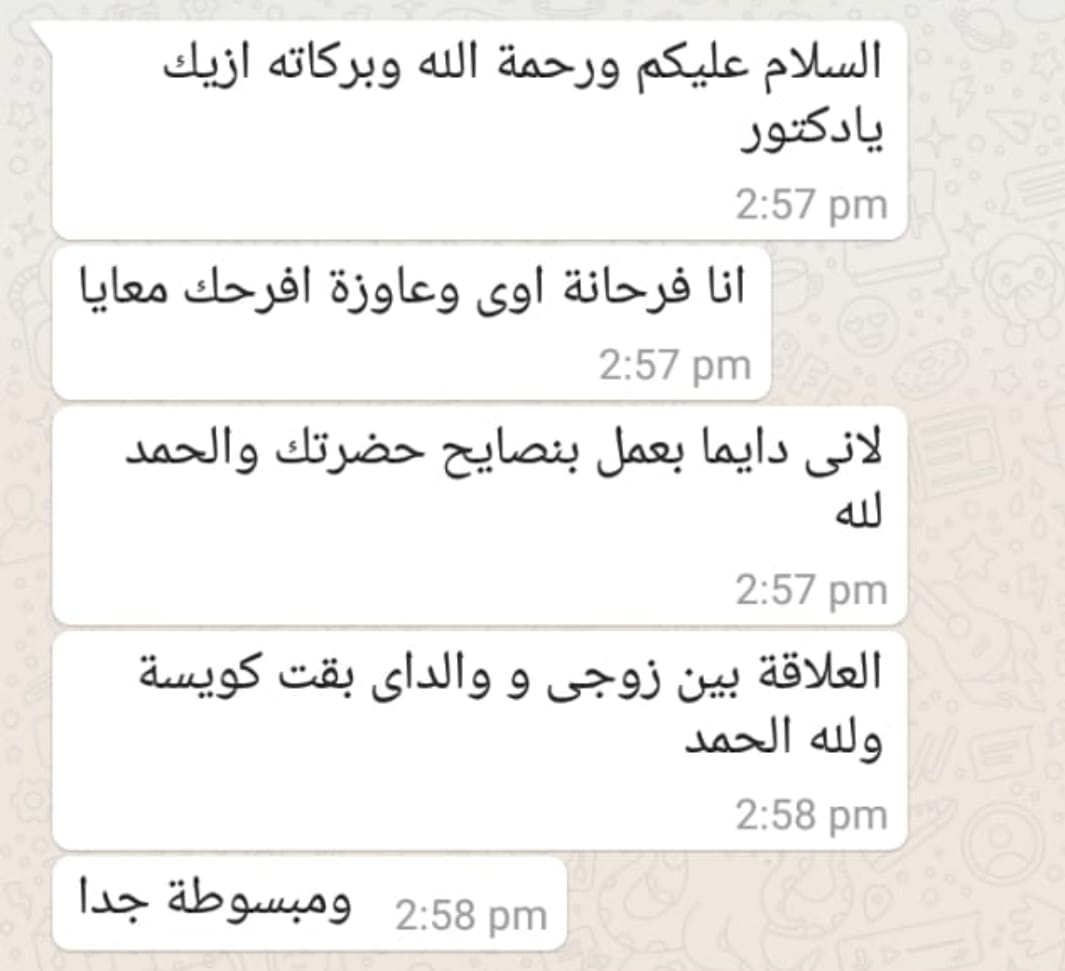 السلام عليكم ورحمة الله وبركاته ازيك
يادكتور
2:57 pm
انا فرحانة اوى وعاوزة افرحك معايا
2:57 pm
لانى دايما بعمل بنصايح حضرتك والحمد
لله
2:57 pm
العلاقة بين زوجى و والداى بقت كويسة
ولله الحمد
2:58 pm
ومبسوطة جدا 2:58 pm